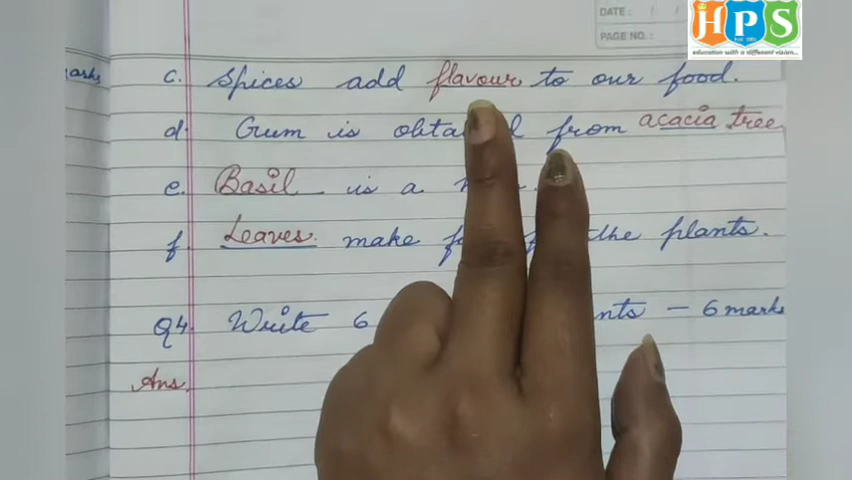 DATE: / /
PAGE NO.:
HPS
education with a different vision...
arks
c. Spices add flavour to our food.
d. Gum is obta from acacia tree.
e. Basil is a
f. Leaves. make the plants.
Q4. Write 6 nts - 6 marks
Ans.